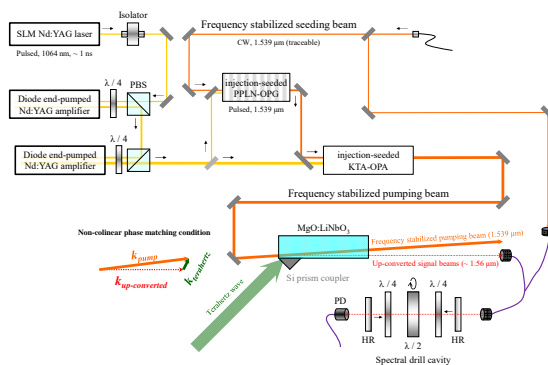 Isolator
Frequency stabilized seeding beam
SLM Nd:YAG laser
Pulsed, 1064 nm, ~ 1 ns
CW, 1.539 μm (traceable)
λ / 4
PBS
injection-seeded
PPLN-OPG
Diode end-pumped
Nd:YAG amplifier
Pulsed, 1.539 μm
λ / 4
Diode end-pumped
Nd:YAG amplifier
injection-seeded
KTA-OPA
Frequency stabilized pumping beam
MgO:LiNbO3
Non-colinear phase matching condition
Frequency stabilized pumping beam (1.539 μm)
kpump
kup-converted
kterahertz
Up-converted signal beams (~ 1.56 μm)
Si prism coupler
Terahertz wave
PD
λ / 4
λ / 4
HR
λ / 2
HR
Spectral drill cavity